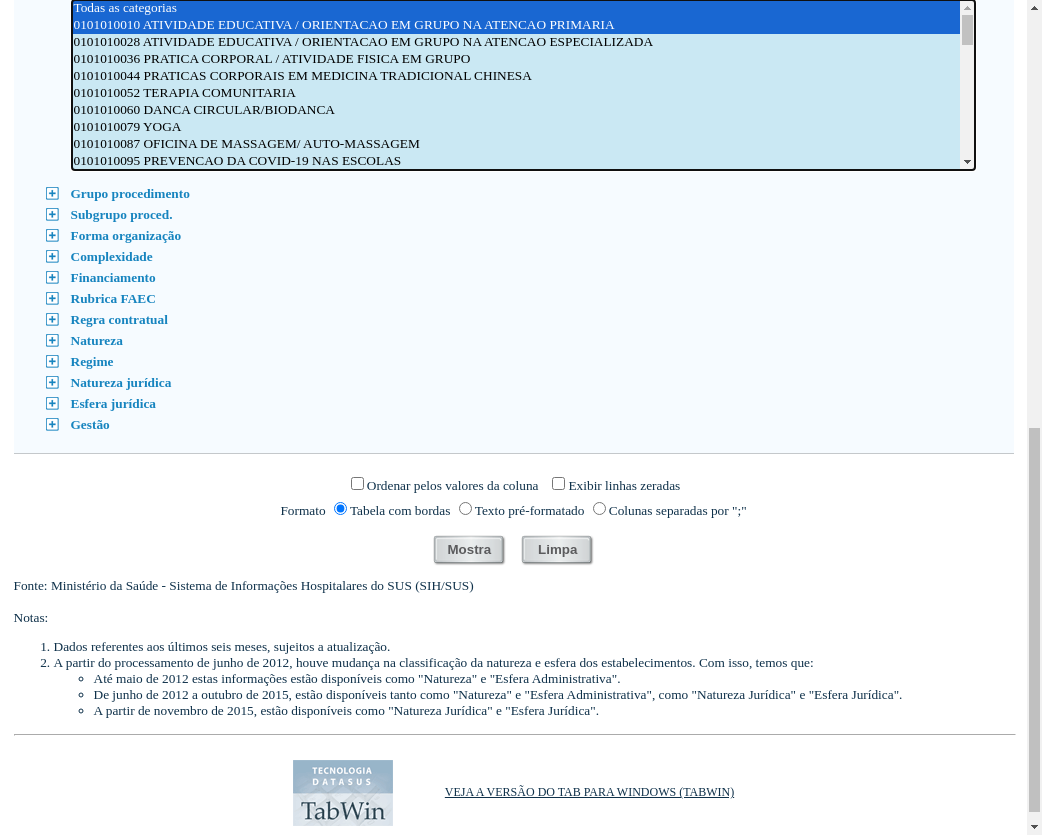 Todas as categorias
0101010010 ATIVIDADE EDUCATIVA / ORIENTACAO EM GRUPO NA ATENCAO PRIMARIA
0101010028 ATIVIDADE EDUCATIVA / ORIENTACAO EM GRUPO NA ATENCAO ESPECIALIZADA
0101010036 PRATICA CORPORAL / ATIVIDADE FISICA EM GRUPO
0101010044 PRATICAS CORPORAIS EM MEDICINA TRADICIONAL CHINESA
0101010052 TERAPIA COMUNITARIA
0101010060 DANCA CIRCULAR/BIODANCA
0101010079 YOGA
0101010087 OFICINA DE MASSAGEM/ AUTO-MASSAGEM
0101010095 PREVENCAO DA COVID-19 NAS ESCOLAS
Grupo procedimento
Subgrupo proced.
Forma organização
Complexidade
Financiamento
Rubrica FAEC
Regra contratual
Natureza
Regime
Natureza jurídica
Esfera jurídica
Gestão
Ordenar pelos valores da coluna Exibir linhas zeradas
Formato Tabela com bordas Texto pré-formatado Colunas separadas por ";"
Mostra Limpa
Fonte: Ministério da Saúde - Sistema de Informações Hospitalares do SUS (SIH/SUS)
Notas:
1. Dados referentes aos últimos seis meses, sujeitos a atualização.
2. A partir do processamento de junho de 2012, houve mudança na classificação da natureza e esfera dos estabelecimentos. Com isso, temos que:
Até maio de 2012 estas informações estão disponíveis como "Natureza" e "Esfera Administrativa".
De junho de 2012 a outubro de 2015, estão disponíveis tanto como "Natureza" e "Esfera Administrativa", como "Natureza Jurídica" e "Esfera Jurídica".
A partir de novembro de 2015, estão disponíveis como "Natureza Jurídica" e "Esfera Jurídica".
TECNOLOGIA
DATASUS
TabWin
VEJA A VERSÃO DO TAB PARA WINDOWS (TABWIN)